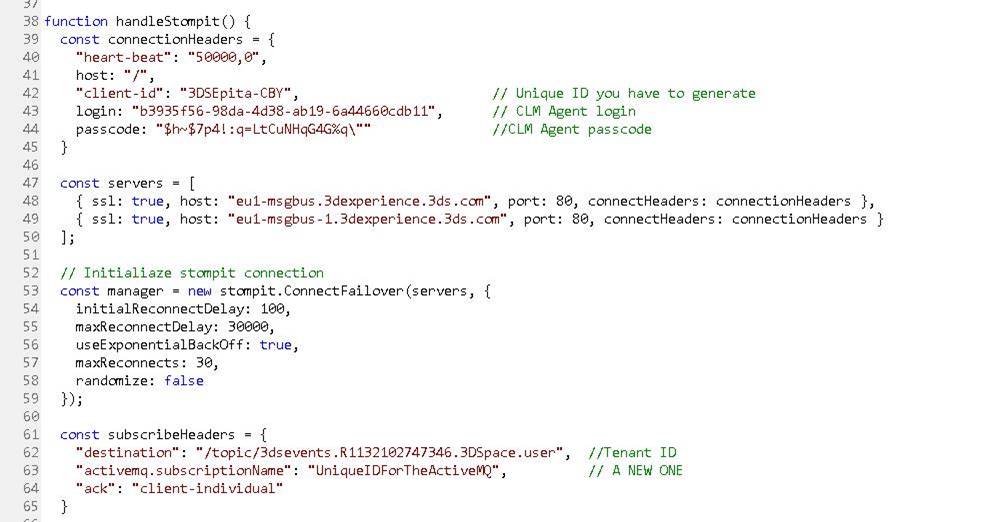 37
38 function handleStompit() {
39 const connectionHeaders = {
40 "heart-beat": "50000,0",
41 host: "/",
42 "client-id": "3DSEpita-CBY", // Unique ID you have to generate
43 login: "b3935f56-98da-4d38-ab19-6a44660cdb11", // CLM Agent login
44 passcode: "$h~$7p4!:q=LtCuNHqG4G%q\"" //CLM Agent passcode
45 }
46
47 const servers = [
48 { ssl: true, host: "eu1-msgbus.3dexperience.3ds.com", port: 80, connectHeaders: connectionHeaders },
49 { ssl: true, host: "eu1-msgbus-1.3dexperience.3ds.com", port: 80, connectHeaders: connectionHeaders }
50 ];
51
52 // Initialiaze stompit connection
53 const manager = new stompit.ConnectFailover(servers, {
54 initialReconnectDelay: 100,
55 maxReconnectDelay: 30000,
56 useExponentialBackOff: true,
57 maxReconnects: 30,
58 randomize: false
59 });
60
61 const subscribeHeaders = {
62 "destination": "/topic/3dsevents.R1132102747346.3DSpace.user", //Tenant ID
63 "activemq.subscriptionName": "UniqueIDForTheActiveMQ", // A NEW ONE
64 "ack": "client-individual"
65 }